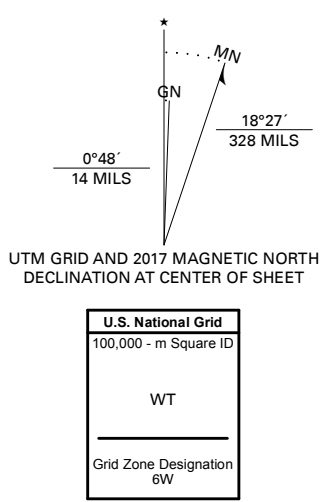 ★
MN
GN
18°27´
328 MILS
0°48´
14 MILS
UTM GRID AND 2017 MAGNETIC NORTH
DECLINATION AT CENTER OF SHEET
U.S. National Grid
100,000 - m Square ID
WT
Grid Zone Designation
6W